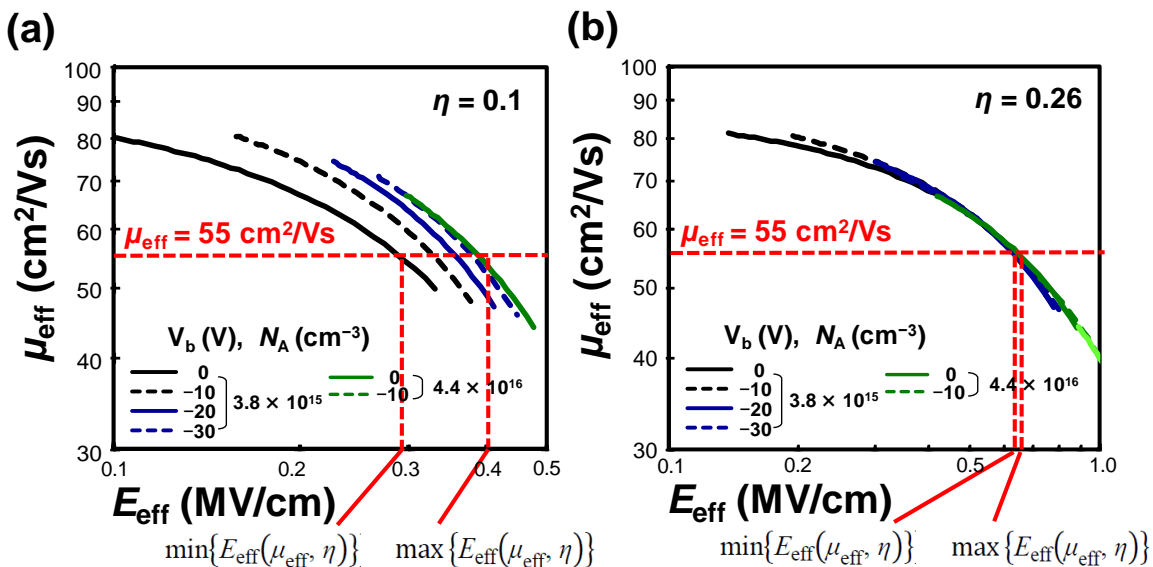 (a)
η = 0.1
μeff (cm²/Vs)
100
90
80
70
60
50
40
30
μeff = 55 cm²/Vs
Vb (V), NA (cm⁻³)
0
−10
−20
−30
3.8 × 10¹⁵
0
−10
4.4 × 10¹⁶
0.1
0.2
0.3
0.4
0.5
Eeff (MV/cm)
min{Eeff(μeff, η)}
max{Eeff(μeff, η)}
(b)
η = 0.26
μeff (cm²/Vs)
100
90
80
70
60
50
40
30
μeff = 55 cm²/Vs
Vb (V), NA (cm⁻³)
0
−10
−20
−30
3.8 × 10¹⁵
0
−10
4.4 × 10¹⁶
0.1
0.2
0.5
1.0
Eeff (MV/cm)
min{Eeff(μeff, η)}
max{Eeff(μeff, η)}